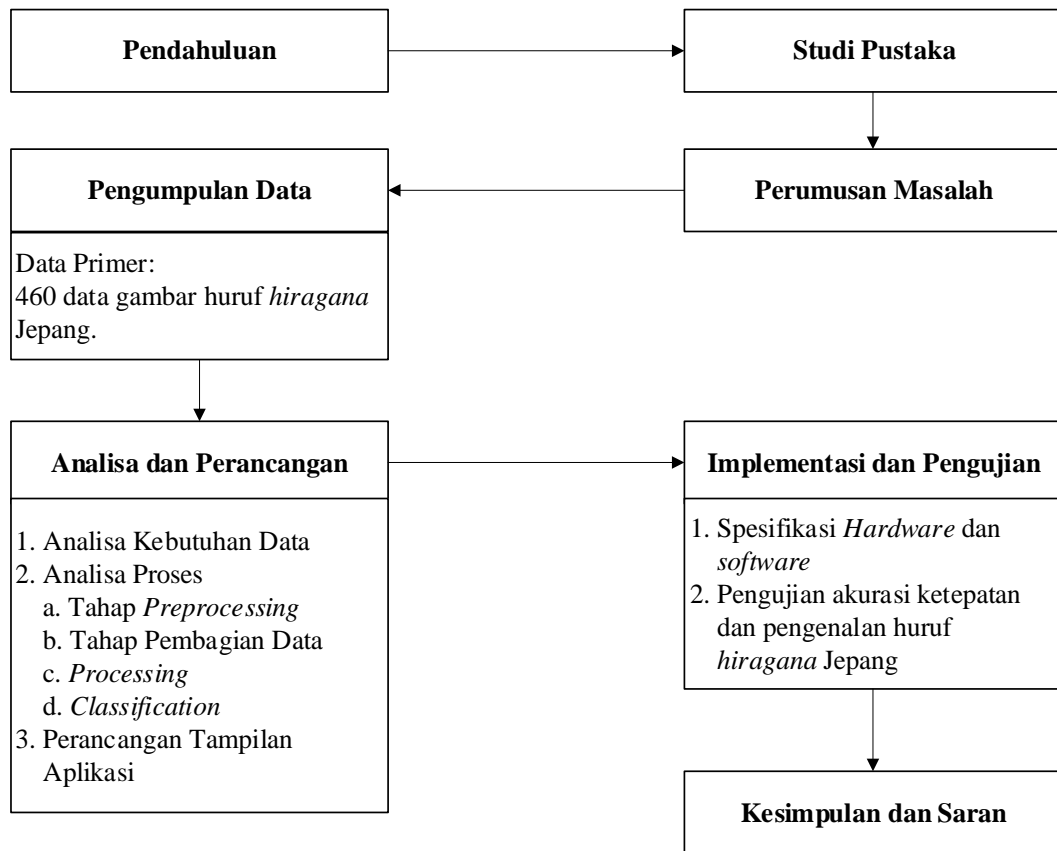 Pendahuluan
Studi Pustaka
Perumusan Masalah
Pengumpulan Data
Data Primer:
460 data gambar huruf hiragana
Jepang.
Analisa dan Perancangan
1. Analisa Kebutuhan Data
2. Analisa Proses
a. Tahap Preprocessing
b. Tahap Pembagian Data
c. Processing
d. Classification
3. Perancangan Tampilan
Aplikasi
Implementasi dan Pengujian
1. Spesifikasi Hardware dan
software
2. Pengujian akurasi ketepatan
dan pengenalan huruf
hiragana Jepang
Kesimpulan dan Saran